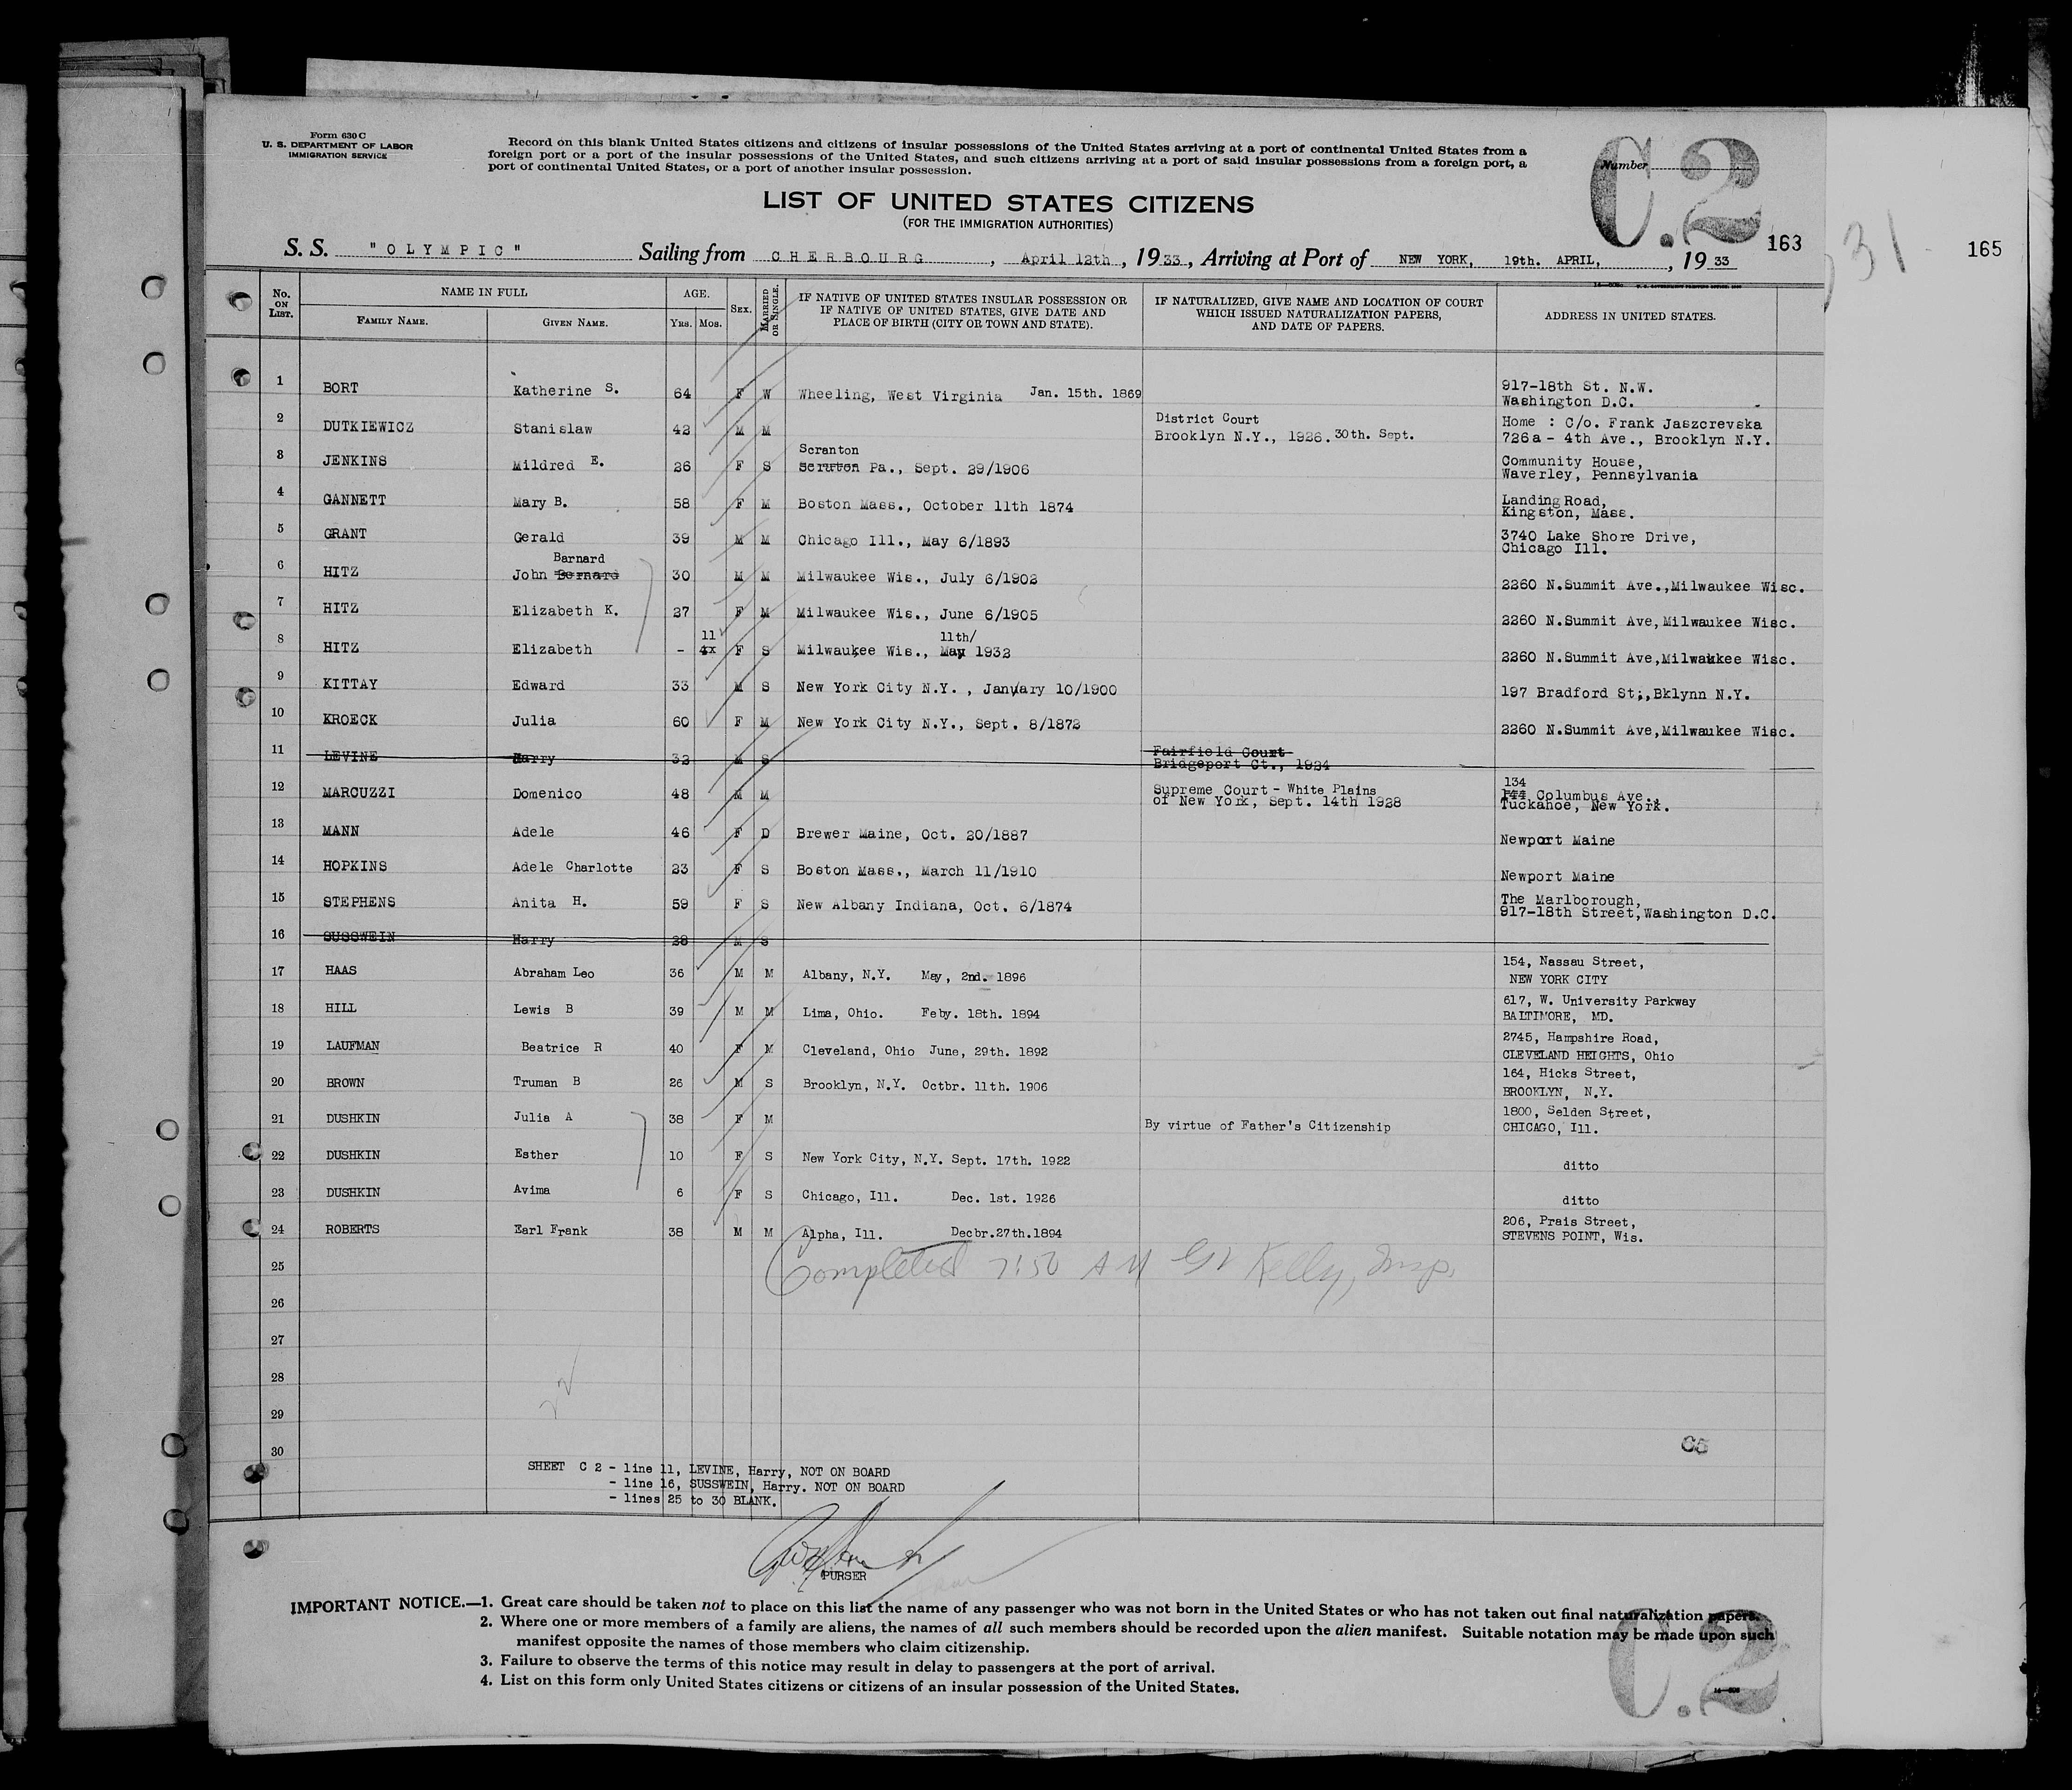 Form 630 C
U. S. DEPARTMENT OF LABOR
IMMIGRATION SERVICE
Record on this blank United States citizens and citizens of insular possessions of the United States arriving at a port of continental United States from a
foreign port or a port of the insular possessions of the United States, and such citizens arriving at a port of said insular possessions from a foreign port, a
port of continental United States, or a port of another insular possession.
Number
C.2
LIST OF UNITED STATES CITIZENS
(FOR THE IMMIGRATION AUTHORITIES)
163
31
165
S. S. "OLYMPIC" Sailing from CHERBOURG, April 12th, 1933, Arriving at Port of NEW YORK, 19th. APRIL, 1933
No. ON LIST. NAME IN FULL AGE. SEX. MARRIED OR SINGLE. IF NATIVE OF UNITED STATES INSULAR POSSESSION OR IF NATIVE OF UNITED STATES, GIVE DATE AND PLACE OF BIRTH (CITY OR TOWN AND STATE). IF NATURALIZED, GIVE NAME AND LOCATION OF COURT WHICH ISSUED NATURALIZATION PAPERS, AND DATE OF PAPERS. ADDRESS IN UNITED STATES.
FAMILY NAME. GIVEN NAME. YRS. MOS.
1 BORT Katherine S. 64 F W Wheeling, West Virginia Jan. 15th. 1869 917-18th St. N.W.
Washington D.C.
2 DUTKIEWICZ Stanislaw 42 M M District Court Home : C/o. Frank Jaszcrevska
Brooklyn N.Y., 1926. 30th. Sept. 726a - 4th Ave., Brooklyn N.Y.
Scranton
3 JENKINS Mildred E. 26 F S Scruton Pa., Sept. 29/1906 Community House,
Waverley, Pennsylvania
4 GANNETT Mary B. 58 F M Boston Mass., October 11th 1874 Landing Road,
Kingston, Mass.
5 GRANT Gerald 39 M M Chicago Ill., May 6/1893 3740 Lake Shore Drive,
Chicago Ill.
Barnard
6 HITZ John Bernard 30 M M Milwaukee Wis., July 6/1902 2260 N.Summit Ave.,Milwaukee Wisc.
7 HITZ Elizabeth K. 27 F M Milwaukee Wis., June 6/1905 2260 N.Summit Ave,Milwaukee Wisc.
11 11th/
8 HITZ Elizabeth - 4x F S Milwaukee Wis., May 1932 2260 N.Summit Ave,Milwaukee Wisc.
9 KITTAY Edward 33 M S New York City N.Y. , January 10/1900 197 Bradford St.,Bklynn N.Y.
10 KROECK Julia 60 F M New York City N.Y., Sept. 8/1872 2260 N.Summit Ave,Milwaukee Wisc.
11 LEVINE Harry 32 M S Fairfield Court
Bridgeport Ct., 1924
12 MARCUZZI Domenico 48 M M Supreme Court - White Plains 134
of New York, Sept. 14th 1928 144 Columbus Ave.,
Tuckahoe, New York.
13 MANN Adele 46 F D Brewer Maine, Oct. 20/1887 Newport Maine
14 HOPKINS Adele Charlotte 23 F S Boston Mass., March 11/1910 Newport Maine
15 STEPHENS Anita H. 59 F S New Albany Indiana, Oct. 6/1874 The Marlborough,
917-18th Street,Washington D.C.
16 SUSSWEIN Harry 28 M S
17 HAAS Abraham Leo 36 M M Albany, N.Y. May, 2nd. 1896 154, Nassau Street,
NEW YORK CITY
18 HILL Lewis B 39 M M Lima, Ohio. Feby. 18th. 1894 617, W. University Parkway
BALTIMORE, MD.
19 LAUFMAN Beatrice R 40 F M Cleveland, Ohio June, 29th. 1892 2745, Hampshire Road,
CLEVELAND HEIGHTS, Ohio
20 BROWN Truman B 26 M S Brooklyn, N.Y. Octbr. 11th. 1906 164, Hicks Street,
BROOKLYN, N.Y.
21 DUSHKIN Julia A 38 F M By virtue of Father's Citizenship 1800, Selden Street,
CHICAGO, Ill.
22 DUSHKIN Esther 10 F S New York City, N.Y. Sept. 17th. 1922 ditto
23 DUSHKIN Avima 6 F S Chicago, Ill. Dec. 1st. 1926 ditto
24 ROBERTS Earl Frank 38 M M Alpha, Ill. Decbr.27th.1894 206, Prais Street,
STEVENS POINT, Wis.
25 Completed 7:50 AM Kelly, Insp.
26
27
28
29
30
C5
SHEET C 2 - line 11, LEVINE, Harry, NOT ON BOARD
- line 16, SUSSWEIN, Harry. NOT ON BOARD
- lines 25 to 30 BLANK.
PURSER
IMPORTANT NOTICE.—1. Great care should be taken not to place on this list the name of any passenger who was not born in the United States or who has not taken out final naturalization papers.
2. Where one or more members of a family are aliens, the names of all such members should be recorded upon the alien manifest. Suitable notation may be made upon such
manifest opposite the names of those members who claim citizenship.
3. Failure to observe the terms of this notice may result in delay to passengers at the port of arrival.
4. List on this form only United States citizens or citizens of an insular possession of the United States.
C.2